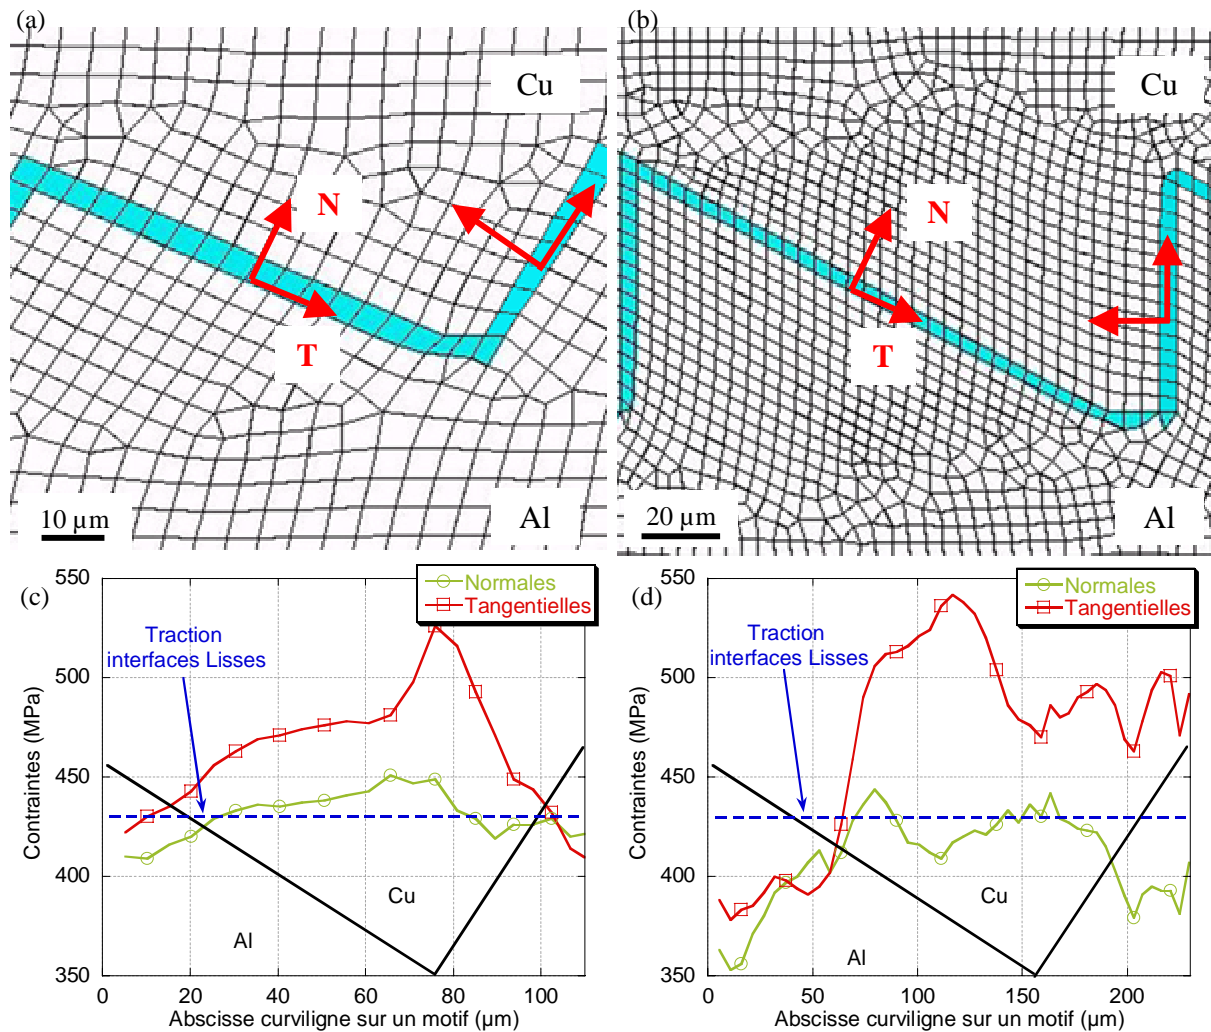 (a)
(b)
Cu
Cu
N
T
N
T
Al
Al
10 µm
20 µm
(c)
550
500
450
400
350
Contraintes (MPa)
Normales
Tangentielles
Traction
interfaces Lisses
Al
Cu
0
20
40
60
80
100
Abscisse curviligne sur un motif (µm)
(d)
550
500
450
400
350
Contraintes (MPa)
Normales
Tangentielles
Traction
interfaces Lisses
Al
Cu
0
50
100
150
200
Abscisse curviligne sur un motif (µm)